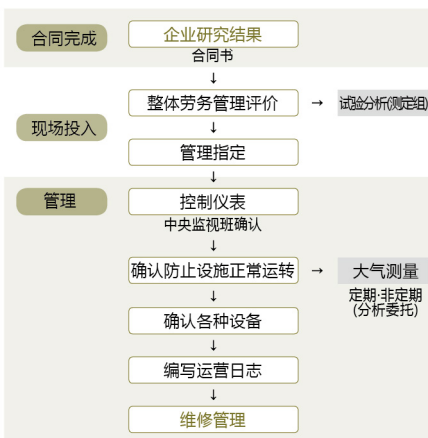 合同完成
企业研究结果
合同书
↓
整体劳务管理评价
→
试验分析(测定组)
↓
现场投入
管理指定
↓
管理
控制仪表
中央监视班确认
↓
确认防止设施正常运转
→
大气测量
定期·非定期
(分析委托)
↓
确认各种设备
↓
编写运营日志
↓
维修管理